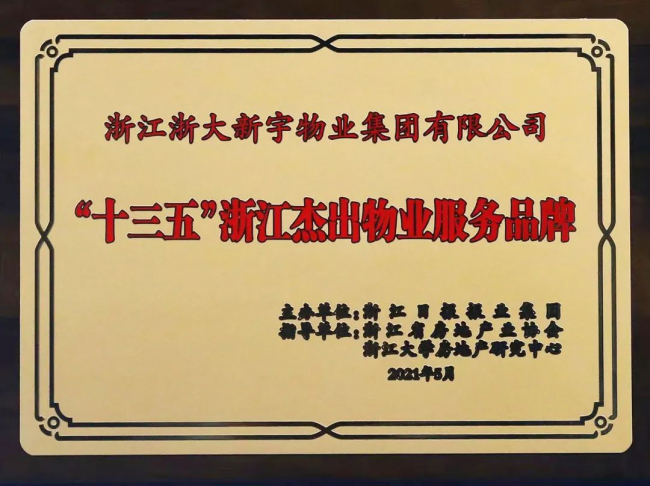 浙江浙大新宇物业集团有限公司
“十三五”浙江杰出物业服务品牌
主办单位：浙江日报报业集团
指导单位：浙江省房地产业协会
浙江大学房地产研究中心
2021年5月